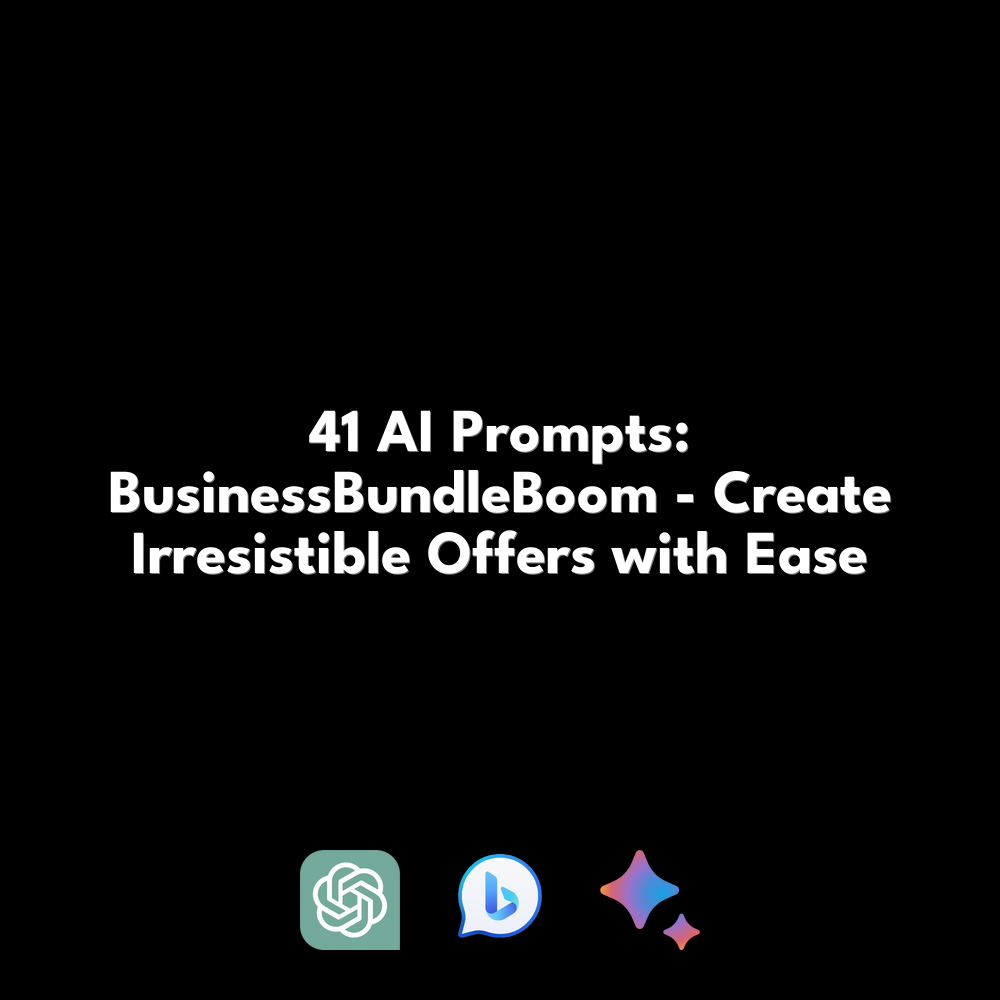 41 AI Prompts:
BusinessBundleBoom - Create
Irresistible Offers with Ease